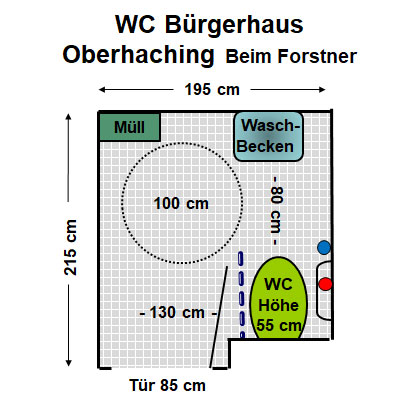 WC Bürgerhaus
Oberhaching Beim Forstner
195 cm
Müll
Wasch-
Becken
100 cm
- 80 cm -
215 cm
WC
Höhe
55 cm
- 130 cm -
Tür 85 cm